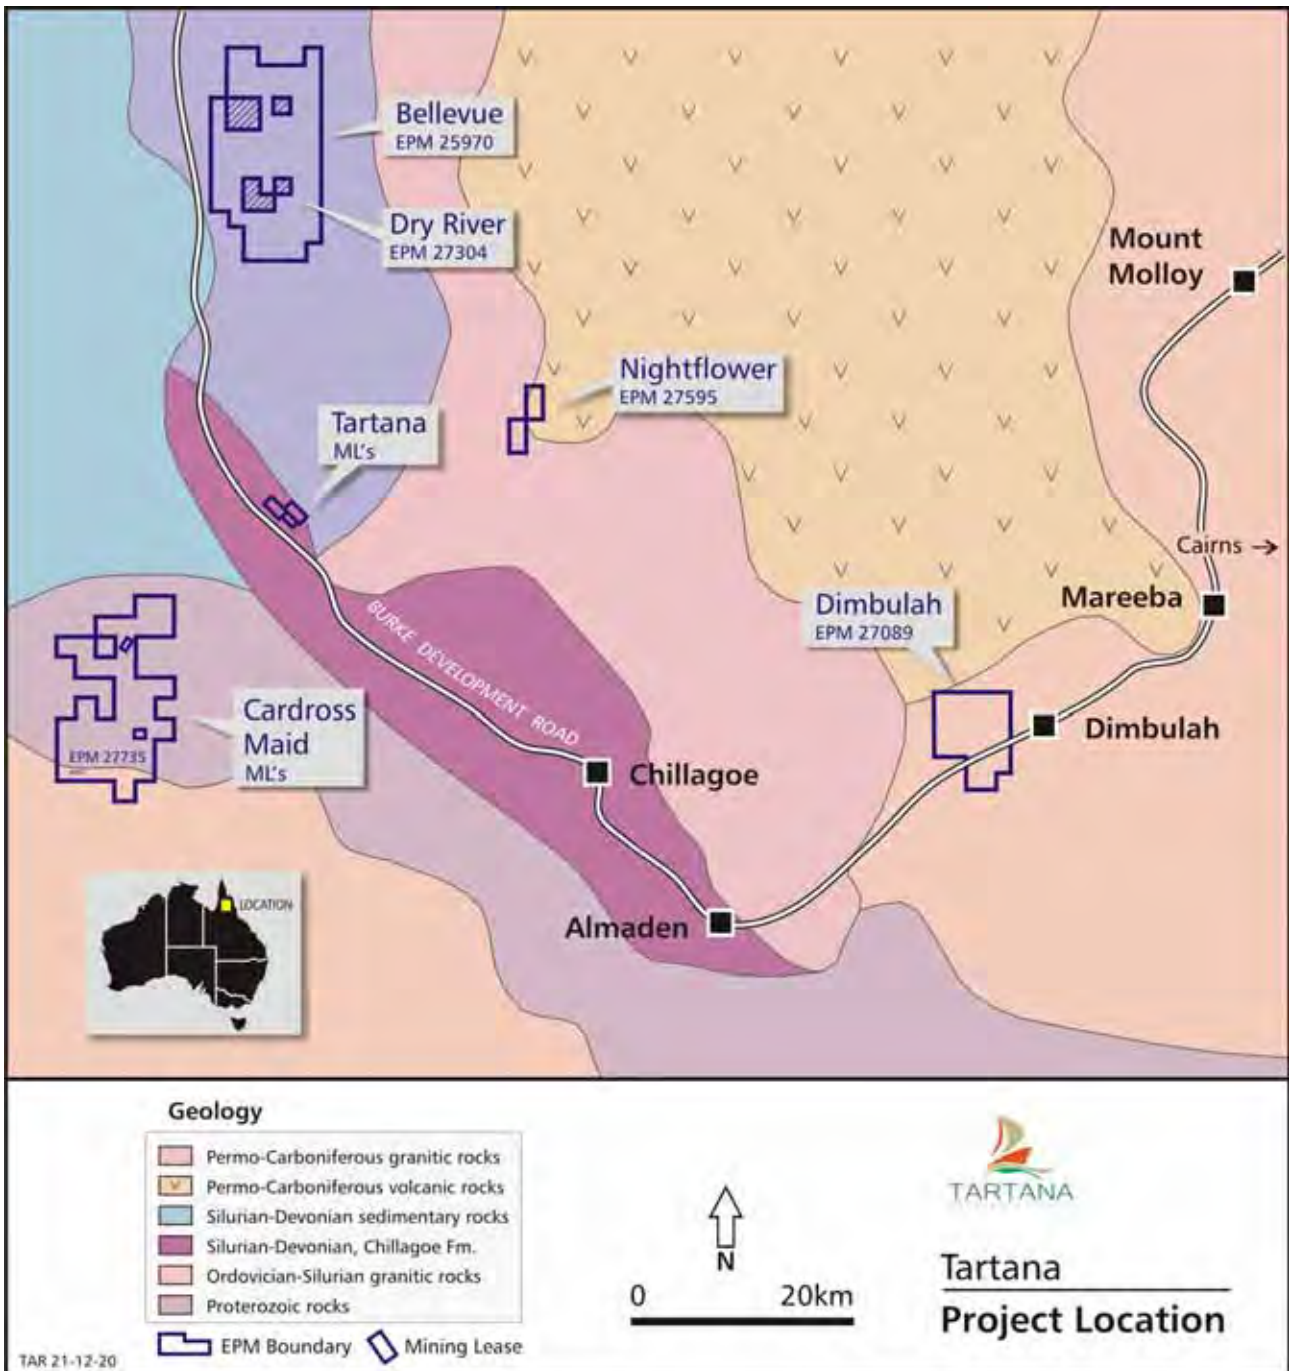 Bellevue
EPM 25970
Dry River
EPM 27304
Mount
Molloy
Nightflower
EPM 27595
Tartana
ML's
Cairns →
Mareeba
Dimbulah
EPM 27089
BURKE DEVELOPMENT ROAD
Cardross
Maid
ML's
EPM 27735
Dimbulah
Chillagoe
Almaden
LOCATION
Geology
Permo-Carboniferous granitic rocks
V Permo-Carboniferous volcanic rocks
Silurian-Devonian sedimentary rocks
Silurian-Devonian, Chillagoe Fm.
Ordovician-Silurian granitic rocks
Proterozoic rocks
EPM Boundary
Mining Lease
TAR 21-12-20
N
0 20km
TARTANA
Tartana
Project Location